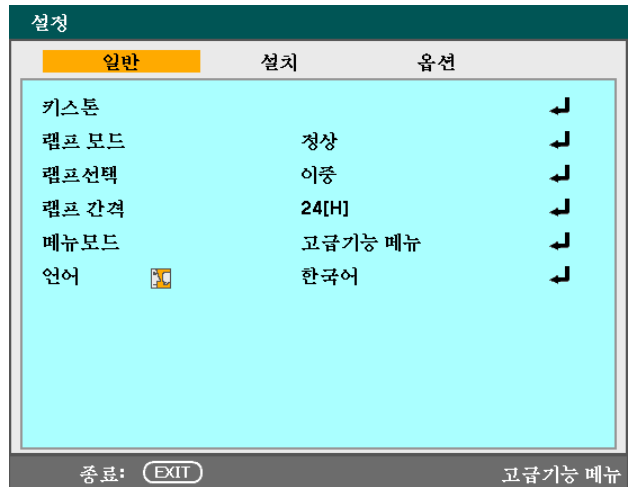 설정
일반 설치 옵션
키스톤
램프 모드 정상
램프선택 이중
램프 간격 24[H]
메뉴모드 고급기능 메뉴
언어 한국어
종료: EXIT 고급기능 메뉴